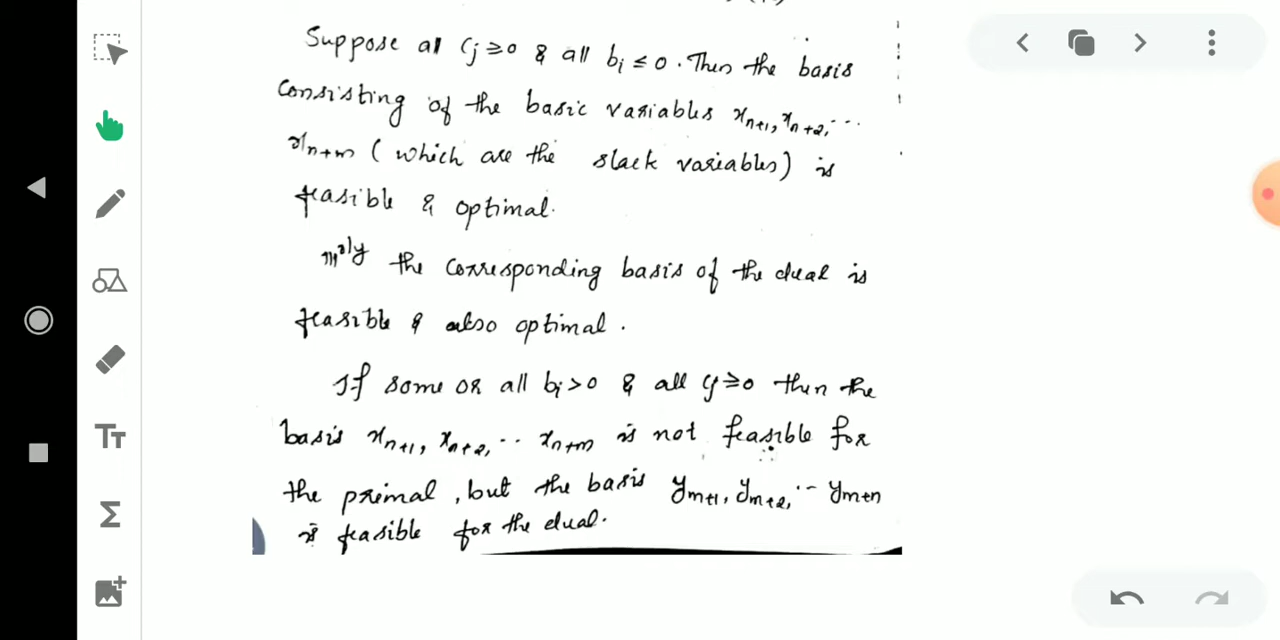 Suppose al Cj ≥ 0 & all bi ≤ 0. Then the basis
consisting of the basic variables xn+1, xn+2, ...
xn+m (which are the slack variables) is
feasible & optimal.
|||ly the corresponding basis of the dual is
feasible & also optimal.
If some or all bi > 0 & all cj ≥ 0 then the
basis xn+1, xn+2, .. xn+m is not feasible for
the primal, but the basis ym+1, ym+2, .. ym+n
is feasible for the dual.
TT
Σ